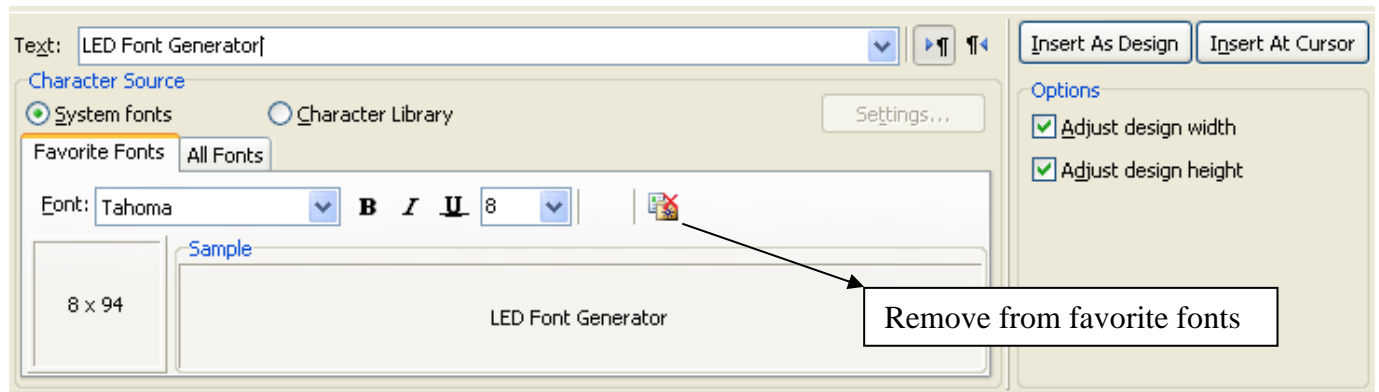 Text: LED Font Generator
Insert As Design
Insert At Cursor
Character Source
System fonts
Character Library
Settings...
Options
Adjust design width
Adjust design height
Favorite Fonts
All Fonts
Font: Tahoma
B I U 8
Sample
8 x 94
LED Font Generator
Remove from favorite fonts